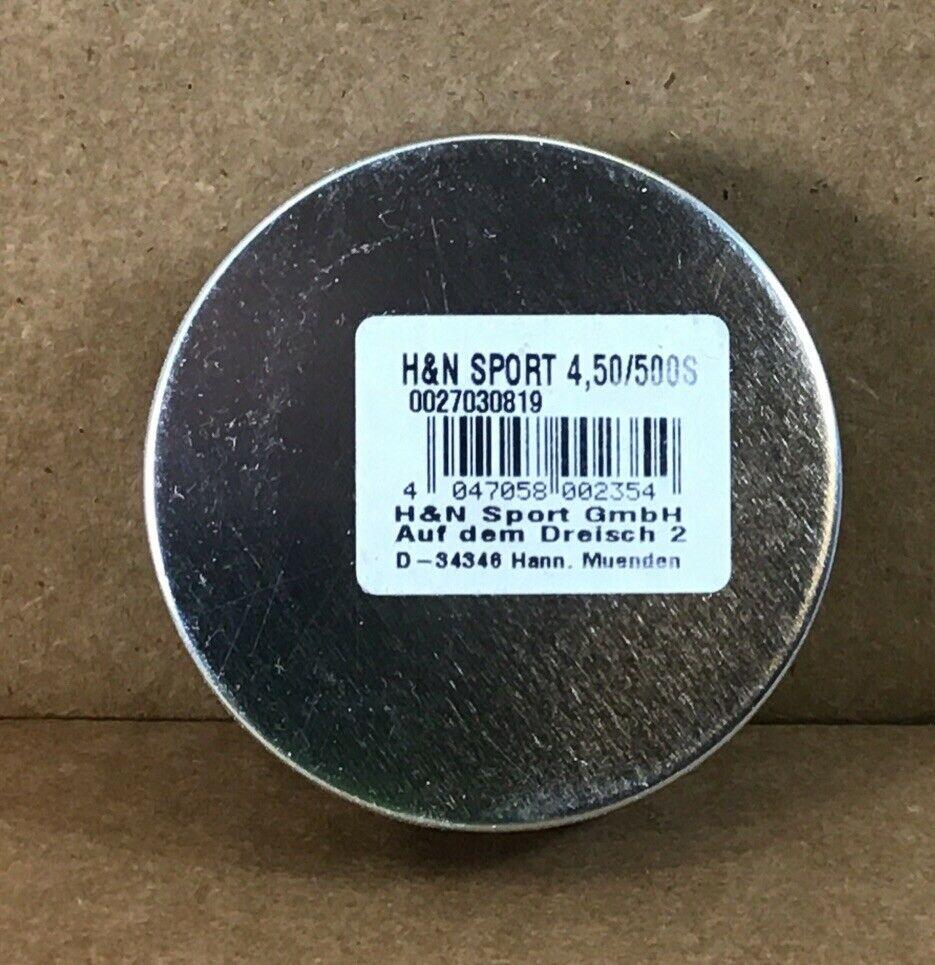 H&N SPORT 4,50/500S
0027030819
4 047058 002354
H&N Sport GmbH
Auf dem Dreisch 2
D-34346 Hann. Muenden